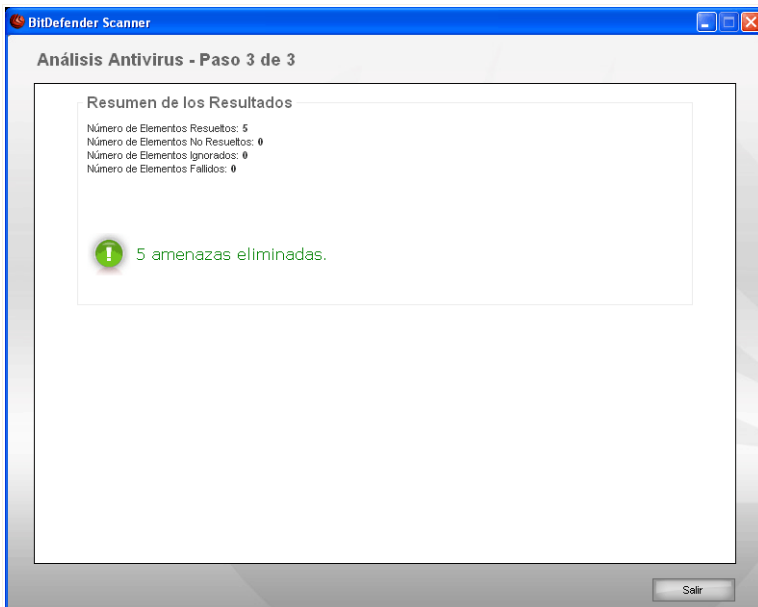 BitDefender Scanner
Análisis Antivirus - Paso 3 de 3
Resumen de los Resultados
Número de Elementos Resueltos: 5
Número de Elementos No Resueltos: 0
Número de Elementos Ignorados: 0
Número de Elementos Fallidos: 0
5 amenazas eliminadas.
Salir